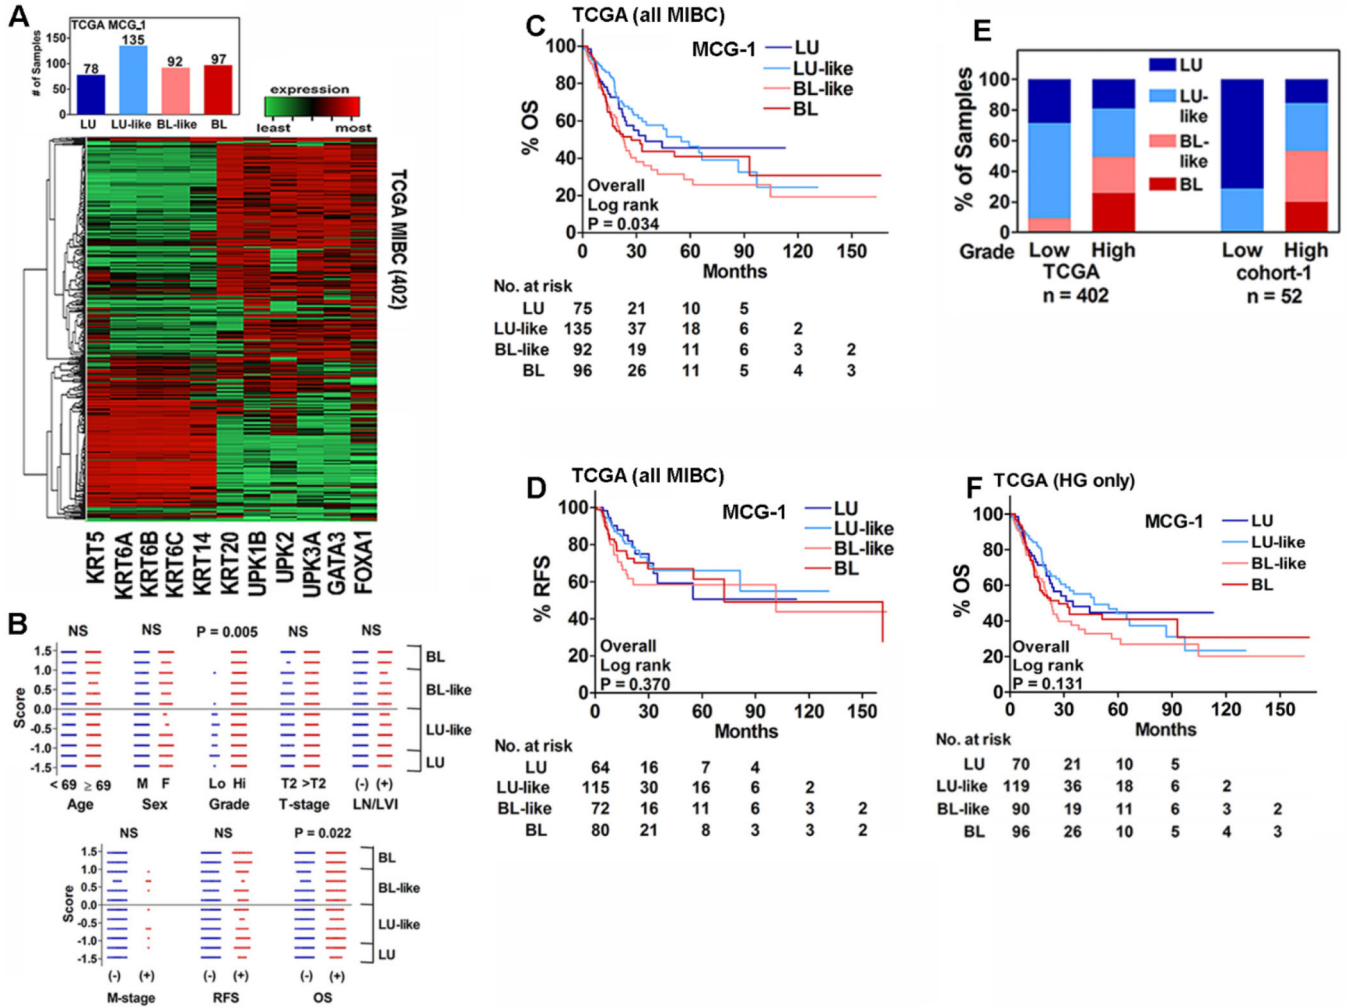 A
TCGA MCG-1
# of Samples
150
100
50
0
78
135
92
97
LU
LU-like
BL-like
BL
expression
least
most
TCGA MIBC (402)
KRT5
KRT6A
KRT6B
KRT6C
KRT14
KRT20
UPK1B
UPK2
UPK3A
GATA3
FOXA1
B
NS
NS
P = 0.005
NS
NS
Score
1.5
1.0
0.5
0.0
-0.5
-1.0
-1.5
BL
BL-like
LU-like
LU
< 69 ≥ 69
M F
Lo Hi
T2 >T2
(-) (+)
Age
Sex
Grade
T-stage
LN/LVI
NS
NS
P = 0.022
Score
1.5
1.0
0.5
0.0
-0.5
-1.0
-1.5
BL
BL-like
LU-like
LU
(-) (+)
(-) (+)
(-) (+)
M-stage
RFS
OS
C
TCGA (all MIBC)
MCG-1
LU
LU-like
BL-like
BL
% OS
100
80
60
40
20
0
Overall
Log rank
P = 0.034
0 30 60 90 120 150
Months
No. at risk
LU 75 21 10 5
LU-like 135 37 18 6 2
BL-like 92 19 11 6 3 2
BL 96 26 11 5 4 3
D
TCGA (all MIBC)
MCG-1
LU
LU-like
BL-like
BL
% RFS
100
80
60
40
20
0
Overall
Log rank
P = 0.370
0 30 60 90 120 150
Months
No. at risk
LU 64 16 7 4
LU-like 115 30 16 6 2
BL-like 72 16 11 6 3 2
BL 80 21 8 3 3 2
E
% of Samples
100
80
60
40
20
0
LU
LU-
like
BL-
like
BL
Grade Low High Low High
TCGA
n = 402
cohort-1
n = 52
F
TCGA (HG only)
MCG-1
LU
LU-like
BL-like
BL
% OS
100
80
60
40
20
0
Overall
Log rank
P = 0.131
0 30 60 90 120 150
Months
No. at risk
LU 70 21 10 5
LU-like 119 36 18 6 2
BL-like 90 19 11 6 3 2
BL 96 26 10 5 4 3